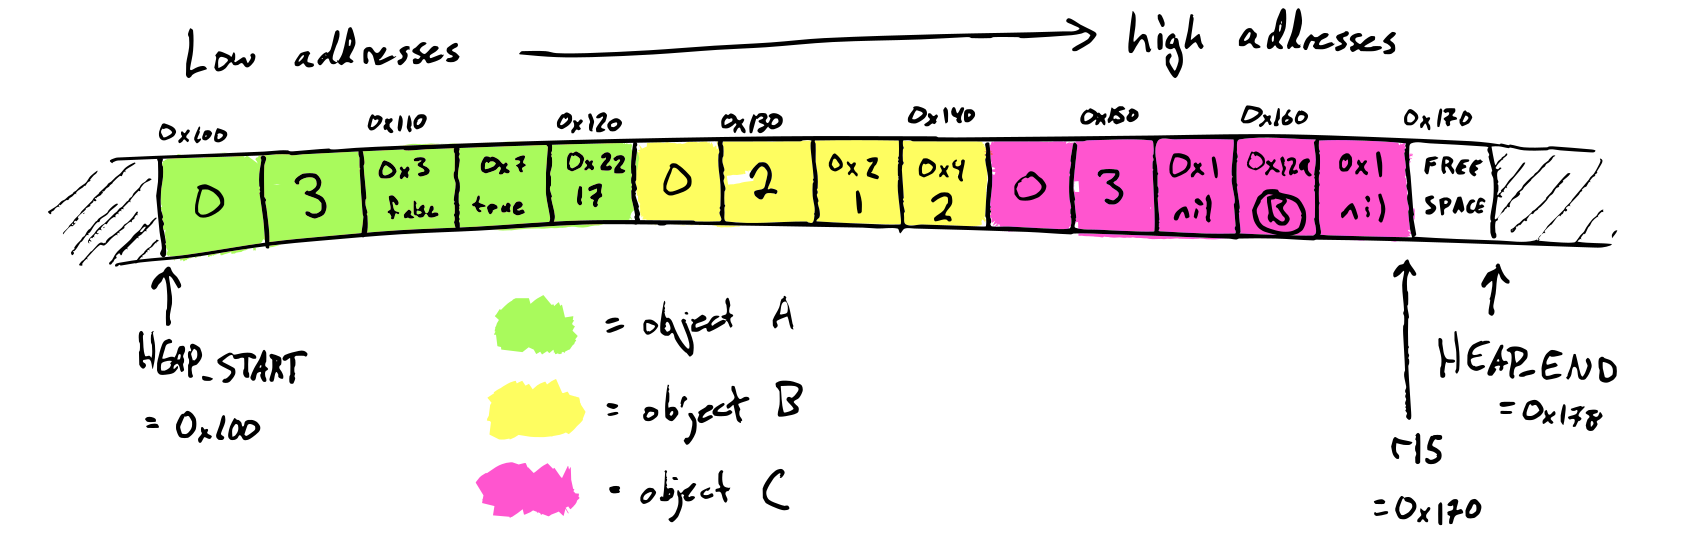 Low addresses high addresses
0x100 0x110 0x120 0x130 0x140 0x150 0x160 0x170
0 3 0x3 0x7 0x22 0 2 0x2 0x4 0 3 0x1 0x12a 0x1 FREE
false true 17 1 2 nil B nil SPACE
HEAP_START
= 0x100
= object A
= object B
= object C
HEAP_END
= 0x178
r15
= 0x170